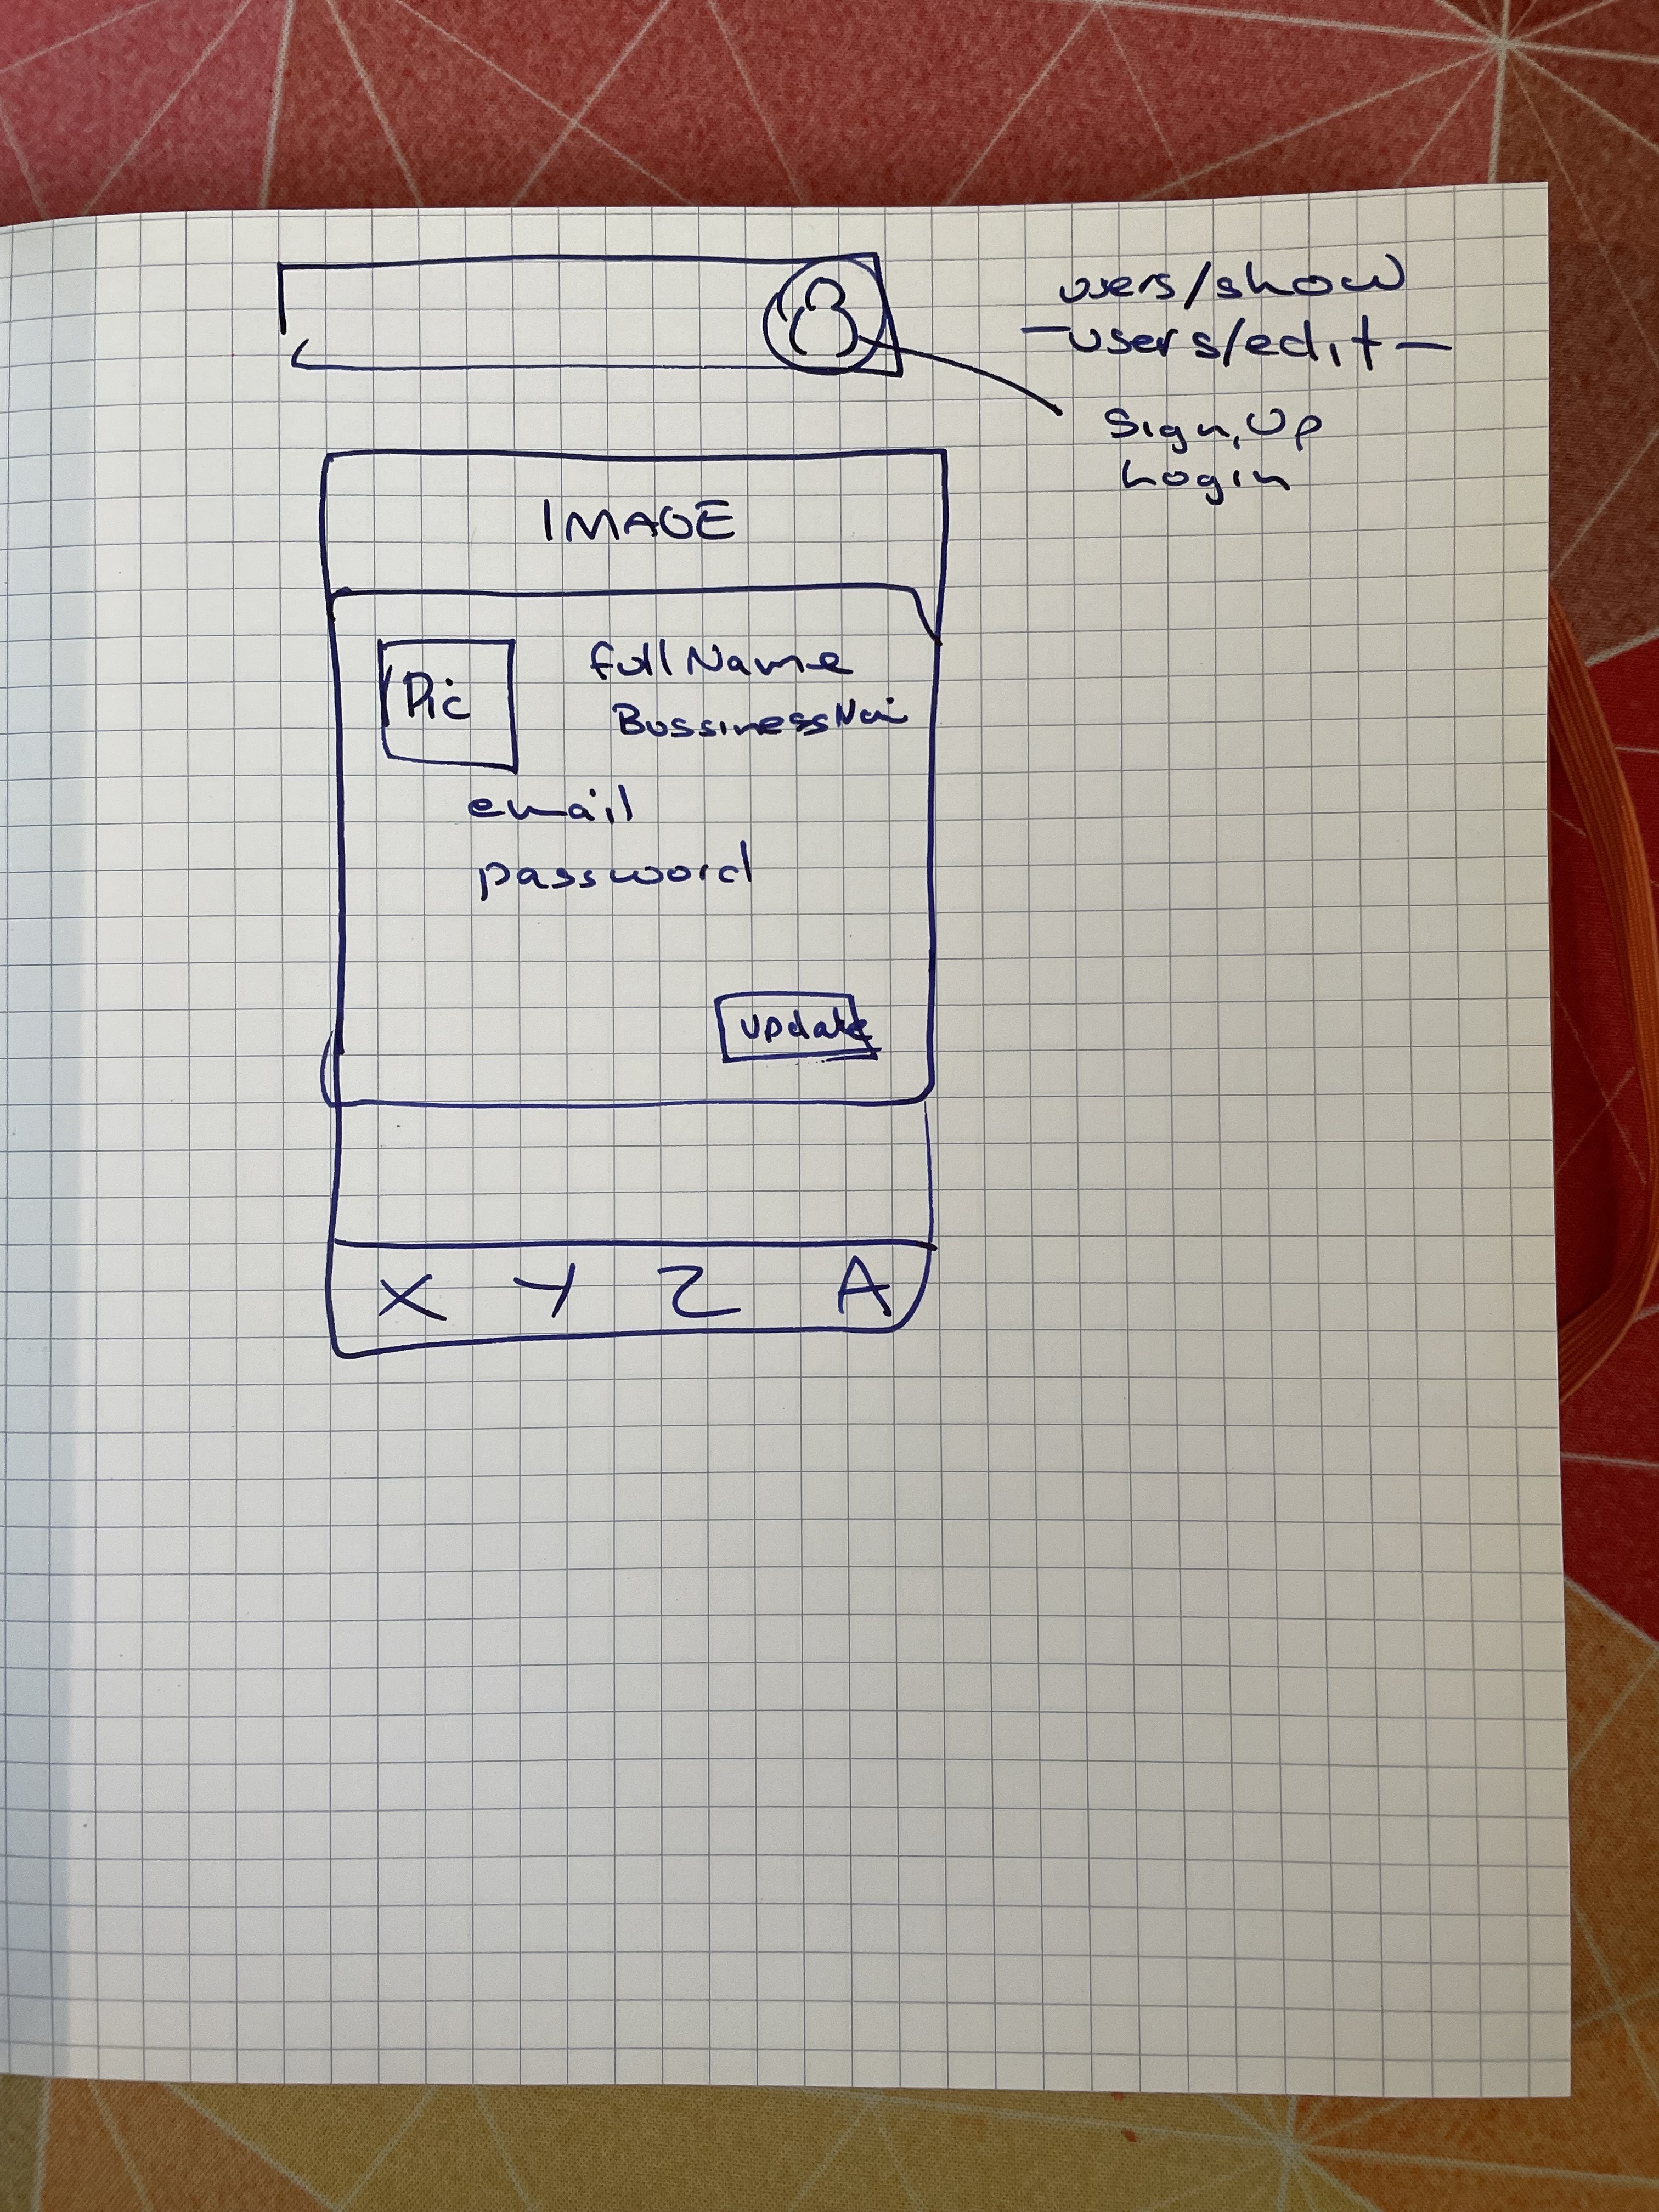 users/show
-users/edit-
Sign Up
Login
IMAGE
Pic
fullName
BussinessNa
email
password
update
X Y Z A